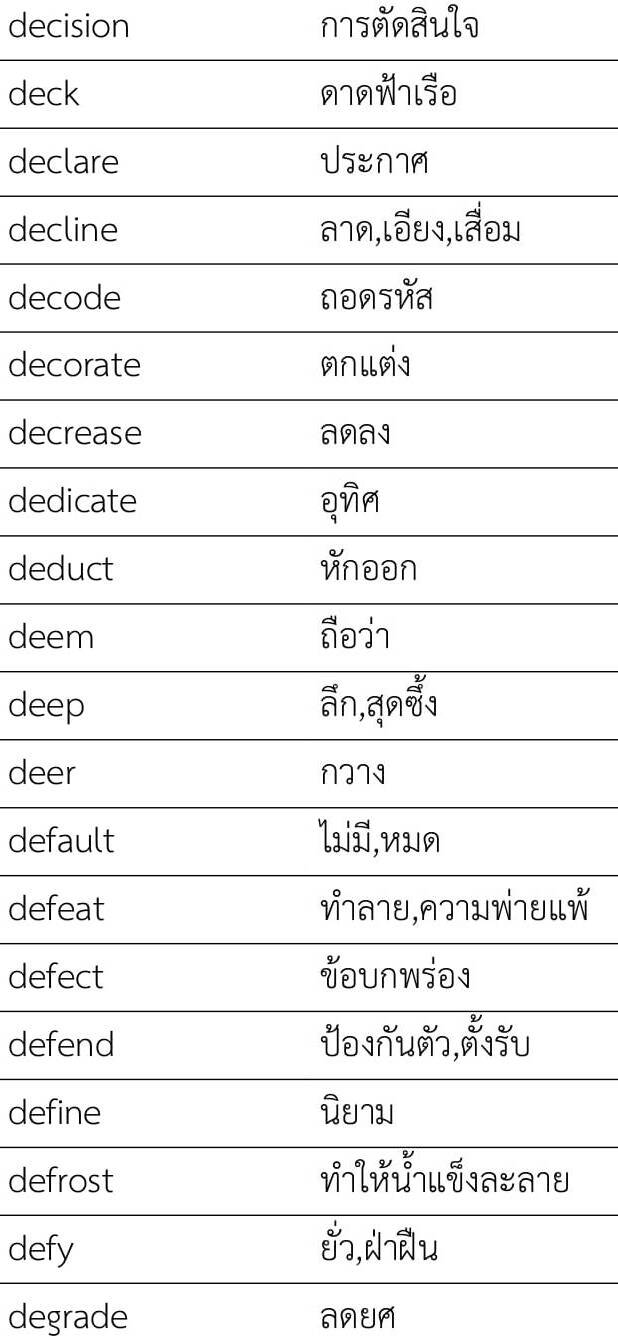 decision การตัดสินใจ
deck ดาดฟ้าเรือ
declare ประกาศ
decline ลาด,เอียง,เสื่อม
decode ถอดรหัส
decorate ตกแต่ง
decrease ลดลง
dedicate อุทิศ
deduct หักออก
deem ถือว่า
deep ลึก,สุดซึ้ง
deer กวาง
default ไม่มี,หมด
defeat ทำลาย,ความพ่ายแพ้
defect ข้อบกพร่อง
defend ป้องกันตัว,ตั้งรับ
define นิยาม
defrost ทำให้น้ำแข็งละลาย
defy ยั่ว,ฝ่าฝืน
degrade ลดยศ